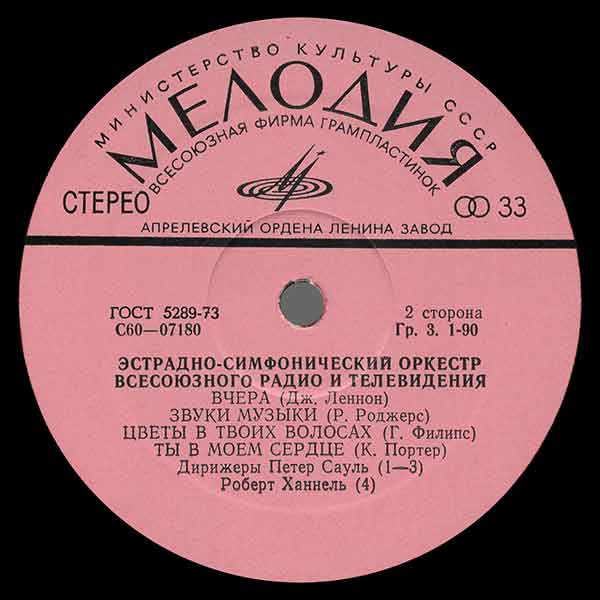 МИНИСТЕРСТВО КУЛЬТУРЫ СССР
МЕЛОДИЯ
ВСЕСОЮЗНАЯ ФИРМА ГРАМПЛАСТИНОК
СТЕРЕО
33
АПРЕЛЕВСКИЙ ОРДЕНА ЛЕНИНА ЗАВОД
ГОСТ 5289-73
2 сторона
С60—07180
Гр. 3. 1-90
ЭСТРАДНО-СИМФОНИЧЕСКИЙ ОРКЕСТР
ВСЕСОЮЗНОГО РАДИО И ТЕЛЕВИДЕНИЯ
ВЧЕРА (Дж. Леннон)
ЗВУКИ МУЗЫКИ (Р. Роджерс)
ЦВЕТЫ В ТВОИХ ВОЛОСАХ (Г. Филипс)
ТЫ В МОЕМ СЕРДЦЕ (К. Портер)
Дирижеры Петер Сауль (1—3)
Роберт Ханнель (4)